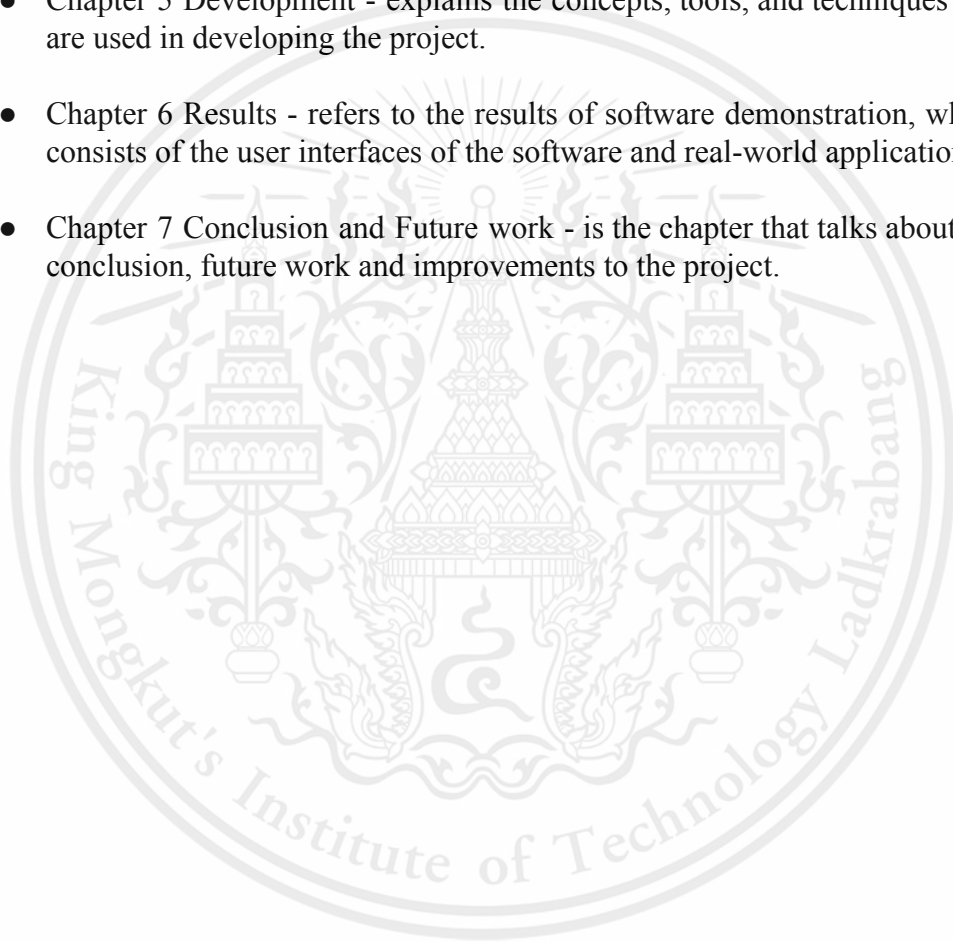 ● Chapter 5 Development - explains the concepts, tools, and techniques
are used in developing the project.
● Chapter 6 Results - refers to the results of software demonstration,
consists of the user interfaces of the software and real-world
● Chapter 7 Conclusion and Future work - is the chapter that talks about
conclusion, future work and improvements to the project.
King Mongkut's Institute of Technology Ladkrabang